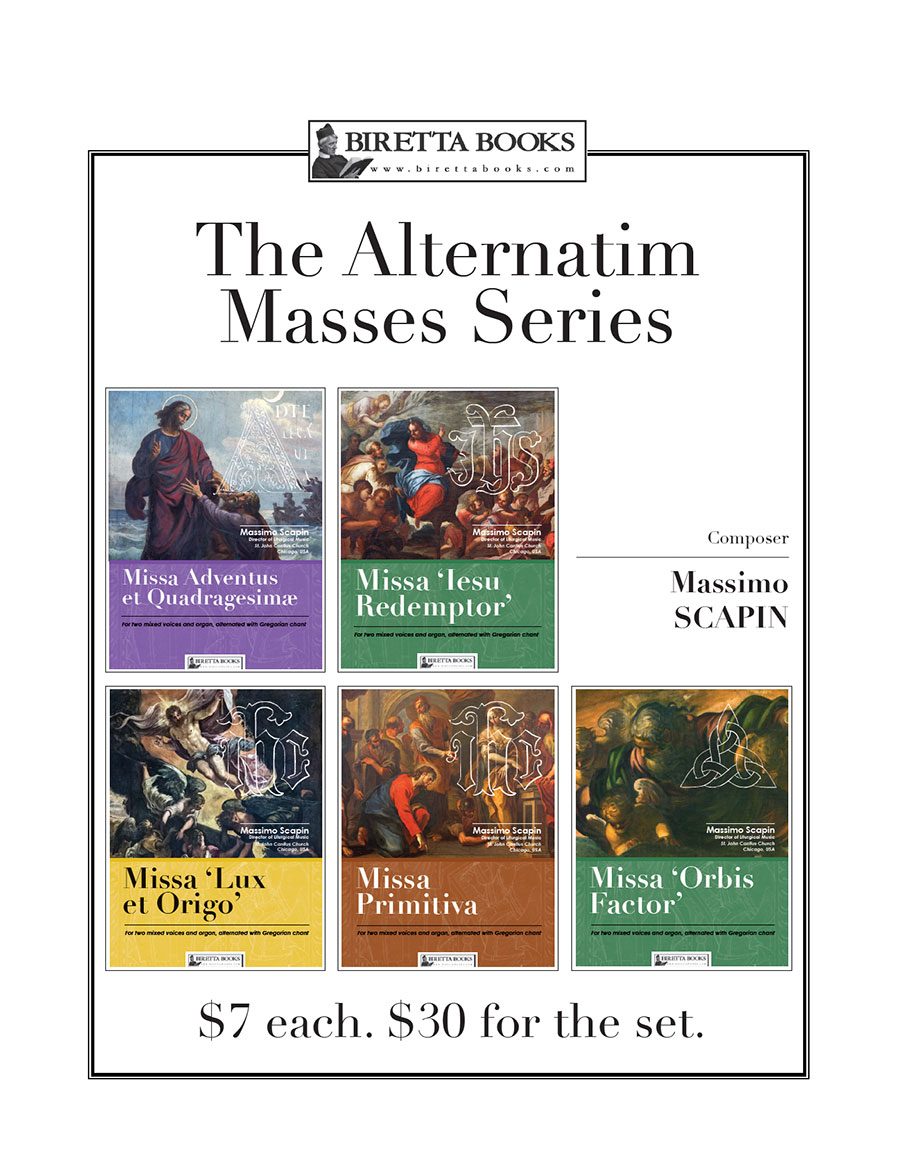 BIRETTA BOOKS
www.birettabooks.com
The Alternatim
Masses Series
Massimo Scapin
Director of Liturgical Music
St. John Cantius Church
Chicago, USA
Missa Adventus
et Quadragesimæ
For two mixed voices and organ, alternated with Gregorian chant
BIRETTA BOOKS
Massimo Scapin
Director of Liturgical Music
St. John Cantius Church
Chicago, USA
Missa ‘Iesu
Redemptor’
For two mixed voices and organ, alternated with Gregorian chant
BIRETTA BOOKS
Composer
Massimo
SCAPIN
Massimo Scapin
Director of Liturgical Music
St. John Cantius Church
Chicago, USA
Missa ‘Lux
et Origo’
For two mixed voices and organ, alternated with Gregorian chant
BIRETTA BOOKS
Massimo Scapin
Director of Liturgical Music
St. John Cantius Church
Chicago, USA
Missa
Primitiva
For two mixed voices and organ, alternated with Gregorian chant
BIRETTA BOOKS
Massimo Scapin
Director of Liturgical Music
St. John Cantius Church
Chicago, USA
Missa ‘Orbis
Factor’
For two mixed voices and organ, alternated with Gregorian chant
BIRETTA BOOKS
$7 each. $30 for the set.